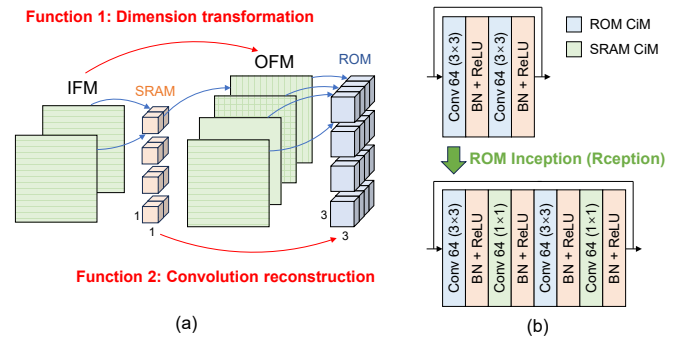 Function 1: Dimension transformation
IFM
SRAM
OFM
ROM
1
1
3
3
Function 2: Convolution reconstruction
(a)
Conv 64 (3×3)
BN + ReLU
Conv 64 (3×3)
BN + ReLU
ROM CiM
SRAM CiM
ROM Inception (Rception)
Conv 64 (3×3)
BN + ReLU
Conv 64 (1×1)
BN + ReLU
Conv 64 (3×3)
BN + ReLU
Conv 64 (1×1)
BN + ReLU
(b)